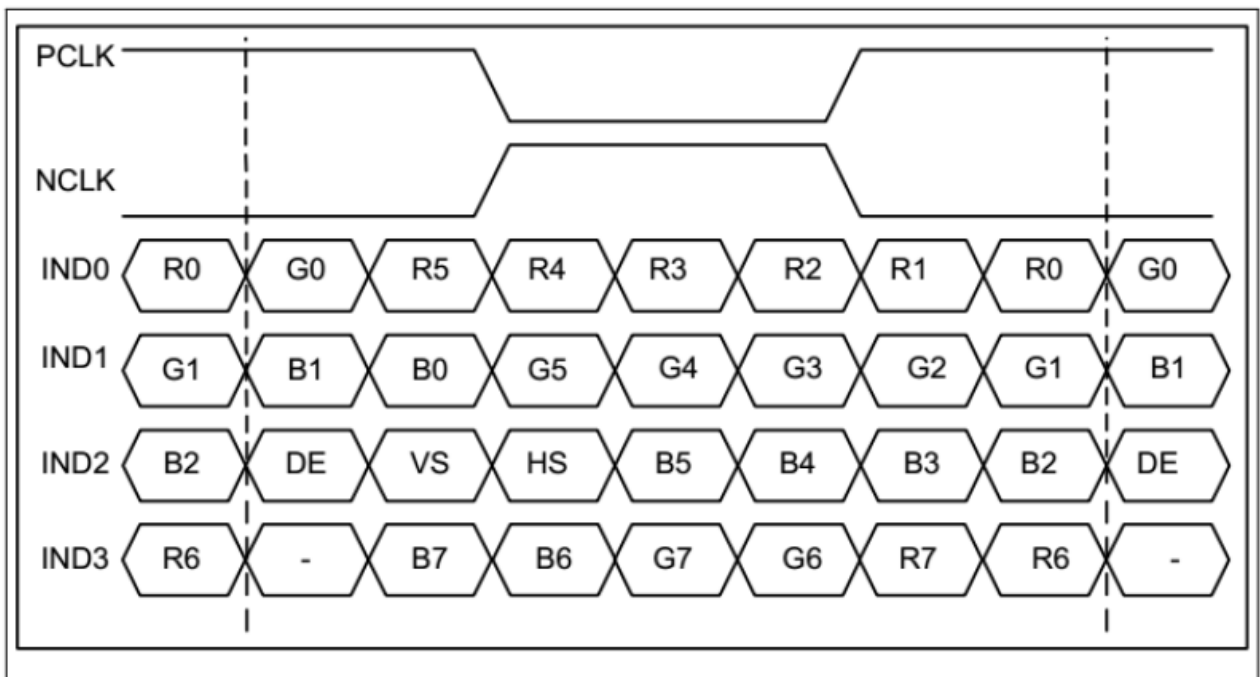 PCLK
NCLK
IND0 R0 G0 R5 R4 R3 R2 R1 R0 G0
IND1 G1 B1 B0 G5 G4 G3 G2 G1 B1
IND2 B2 DE VS HS B5 B4 B3 B2 DE
IND3 R6 - B7 B6 G7 G6 R7 R6 -